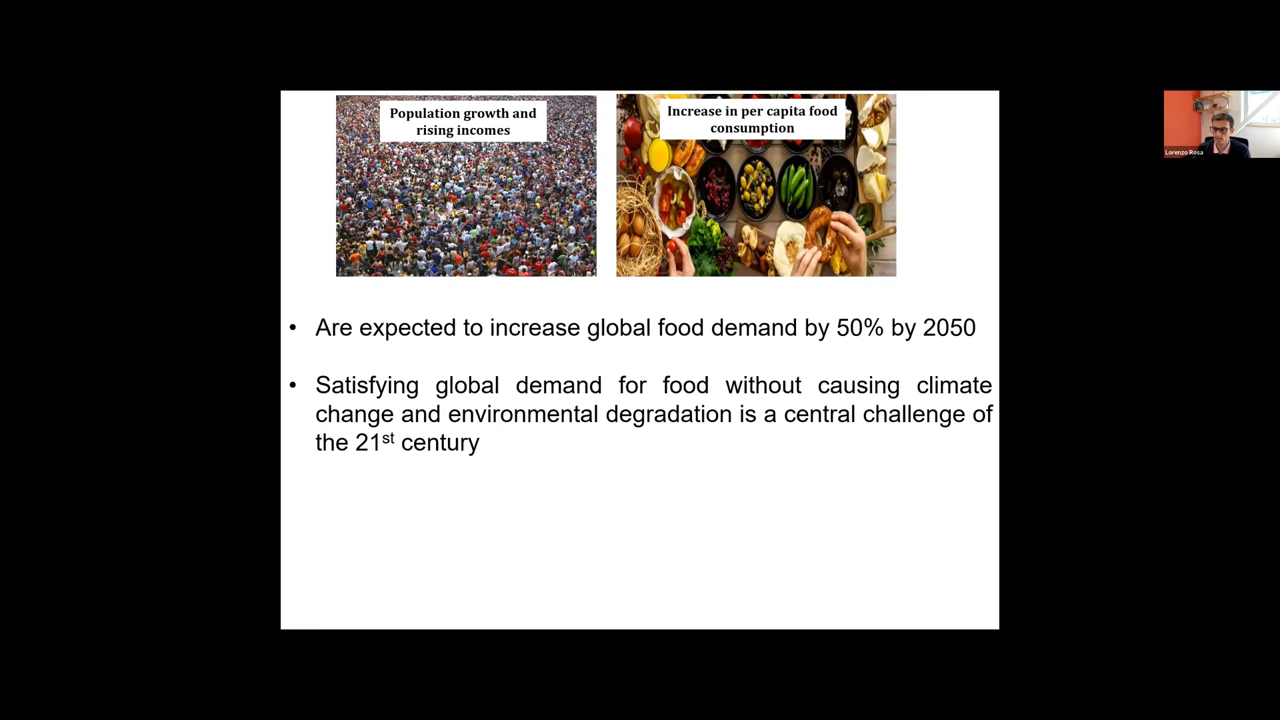 Population growth and
rising incomes
Increase in per capita food
consumption
Lorenzo Rosa
• Are expected to increase global food demand by 50% by 2050
• Satisfying global demand for food without causing climate
change and environmental degradation is a central challenge of
the 21st century